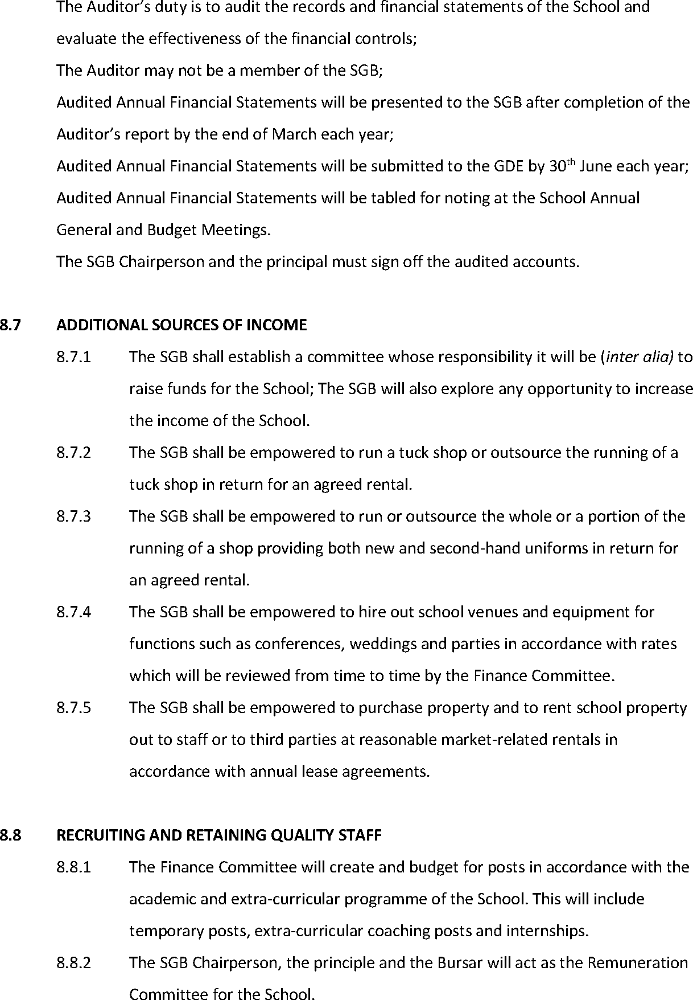 The Auditor’s duty is to audit the records and financial statements of the School and
evaluate the effectiveness of the financial controls;
The Auditor may not be a member of the SGB;
Audited Annual Financial Statements will be presented to the SGB after completion of the
Auditor’s report by the end of March each year;
Audited Annual Financial Statements will be submitted to the GDE by 30th June each year;
Audited Annual Financial Statements will be tabled for noting at the School Annual
General and Budget Meetings.
The SGB Chairperson and the principal must sign off the audited accounts.
8.7 ADDITIONAL SOURCES OF INCOME
8.7.1 The SGB shall establish a committee whose responsibility it will be (inter alia) to
raise funds for the School; The SGB will also explore any opportunity to increase
the income of the School.
8.7.2 The SGB shall be empowered to run a tuck shop or outsource the running of a
tuck shop in return for an agreed rental.
8.7.3 The SGB shall be empowered to run or outsource the whole or a portion of the
running of a shop providing both new and second-hand uniforms in return for
an agreed rental.
8.7.4 The SGB shall be empowered to hire out school venues and equipment for
functions such as conferences, weddings and parties in accordance with rates
which will be reviewed from time to time by the Finance Committee.
8.7.5 The SGB shall be empowered to purchase property and to rent school property
out to staff or to third parties at reasonable market-related rentals in
accordance with annual lease agreements.
8.8 RECRUITING AND RETAINING QUALITY STAFF
8.8.1 The Finance Committee will create and budget for posts in accordance with the
academic and extra-curricular programme of the School. This will include
temporary posts, extra-curricular coaching posts and internships.
8.8.2 The SGB Chairperson, the principle and the Bursar will act as the Remuneration
Committee for the School.